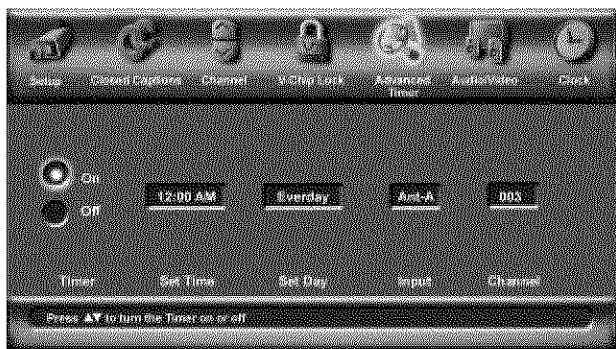 Setup Closed Captions Channel V-Chip Lock Advanced Timer Audio/Video Clock
On
Off
12:00 AM Everday Ant-A 003
Timer Set Time Set Day Input Channel
Press ▲▼ to turn the Timer on or off